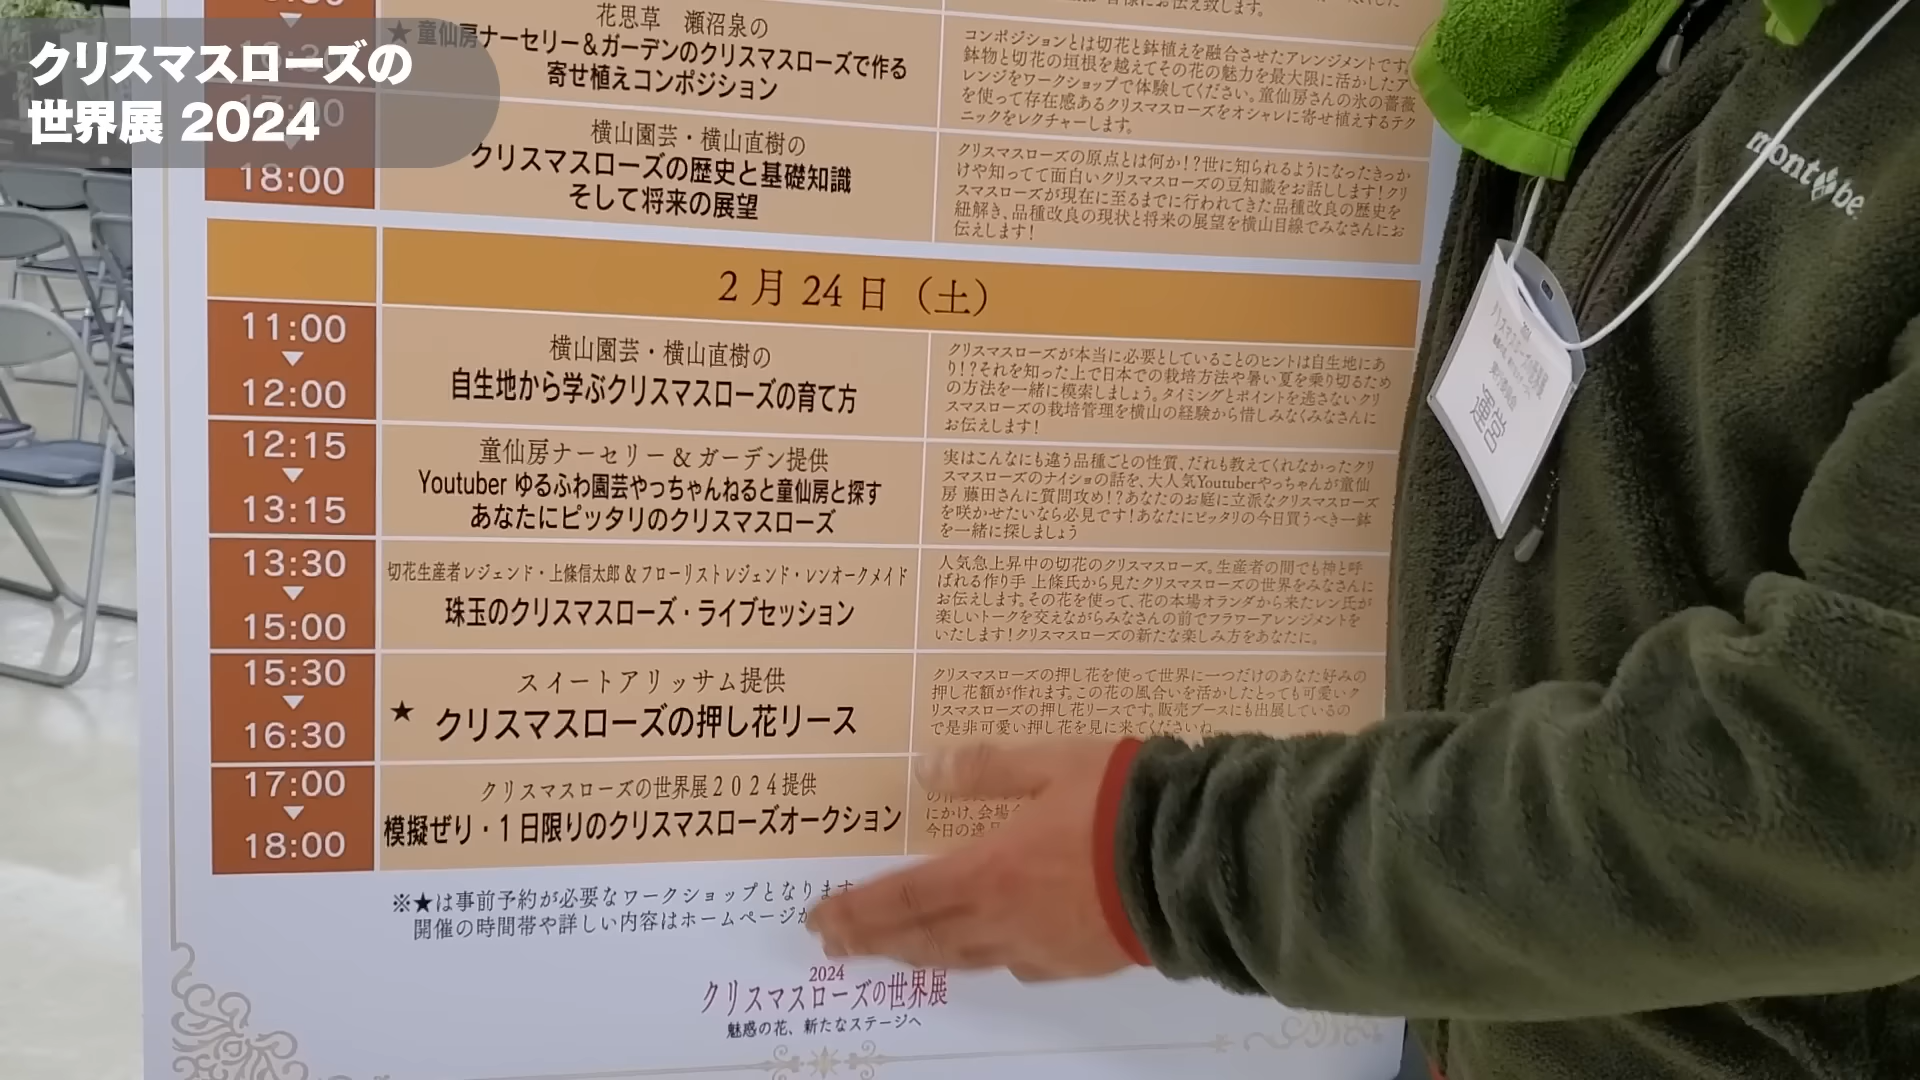 クリスマスローズの
世界展 2024
花思草 瀬沼泉の
★童仙房ナーセリー&ガーデンのクリスマスローズで作る
寄せ植えコンポジション
コンポジションとは切花と鉢植えを融合させたアレンジメントです。
鉢物と切花の垣根を越えてその花の魅力を最大限に活かしたア
レンジをワークショップで体験してください。童仙房さんの氷の薔薇
を使って存在感あるクリスマスローズをオシャレに寄せ植えするテク
ニックをレクチャーします。
17:00
18:00
横山園芸・横山直樹の
クリスマスローズの歴史と基礎知識
そして将来の展望
クリスマスローズの原点とは何か!?世に知られるようになったきっか
けや知ってて面白いクリスマスローズの豆知識をお話しします!クリ
スマスローズが現在に至るまでに行われてきた品種改良の歴史を
紐解き、品種改良の現状と将来の展望を横山目線でみなさんにお
伝えします!
2月24日(土)
11:00
12:00
横山園芸・横山直樹の
自生地から学ぶクリスマスローズの育て方
クリスマスローズが本当に必要としていることのヒントは自生地にあ
り!?それを知った上で日本での栽培方法や暑い夏を乗り切るため
の方法を一緒に模索しましょう。タイミングとポイントを逃さないクリ
スマスローズの栽培管理を横山の経験から惜しみなくみなさんに
お伝えします!
12:15
13:15
童仙房ナーセリー&ガーデン提供
Youtuber ゆるふわ園芸やっちゃんねると童仙房と探す
あなたにピッタリのクリスマスローズ
実はこんなにも違う品種ごとの性質、だれも教えてくれなかったクリ
スマスローズのナイショの話を、大人気Youtuberやっちゃんが童仙
房 藤田さんに質問攻め!?あなたのお庭に立派なクリスマスローズ
を咲かせたいなら必見です!あなたにピッタリの今日買うべき一鉢
を一緒に探しましょう
13:30
15:00
切花生産者レジェンド・上條信太郎&フローリストレジェンド・レンオークメイド
珠玉のクリスマスローズ・ライブセッション
人気急上昇中の切花のクリスマスローズ。生産者の間でも神と呼
ばれる作り手 上條氏から見たクリスマスローズの世界をみなさんに
お伝えします。その花を使って、花の本場オランダから来たレン氏が
楽しいトークを交えながらみなさんの前でフラワーアレンジメントを
いたします!クリスマスローズの新たな楽しみ方をあなたに。
15:30
16:30
スイートアリッサム提供
★ クリスマスローズの押し花リース
クリスマスローズの押し花を使って世界に一つだけのあなた好みの
押し花額が作れます。この花の風合いを活かしたとっても可愛いク
リスマスローズの押し花リースです。販売ブースにも出展しているの
で是非可愛い押し花を見に来てくださいね
17:00
18:00
クリスマスローズの世界展2024提供
模擬ぜり・1日限りのクリスマスローズオークション
にかけ、会場
今日の逸品
※★は事前予約が必要なワークショップとなります
開催の時間帯や詳しい内容はホームページか
2024
クリスマスローズの世界展
魅惑の花、新たなステージへ
mont be
運営